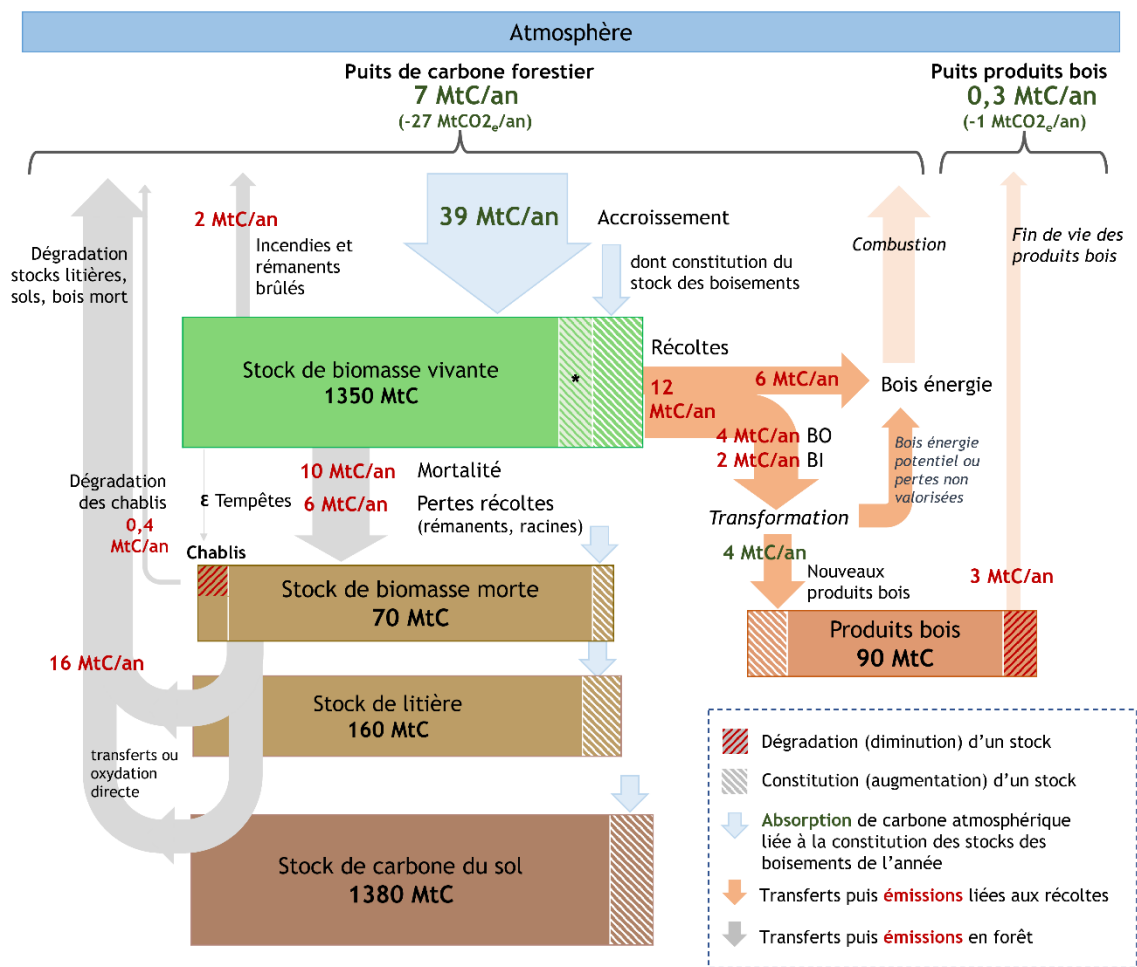 Atmosphère
Puits de carbone forestier
7 MtC/an
(-27 MtCO2e/an)
Puits produits bois
0,3 MtC/an
(-1 MtCO2e/an)
39 MtC/an
Accroissement
dont constitution du
stock des boisements
2 MtC/an
Incendies et
rémanents
brûlés
Dégradation
stocks litières,
sols, bois mort
Combustion
Fin de vie des
produits bois
Stock de biomasse vivante
1350 MtC
*
Récoltes
12
MtC/an
6 MtC/an
Bois énergie
4 MtC/an BO
2 MtC/an BI
Bois énergie
potentiel ou
pertes non
valorisées
10 MtC/an
Mortalité
6 MtC/an
Pertes récoltes
(rémanents, racines)
ε Tempêtes
Dégradation
des chablis
0,4
MtC/an
Chablis
Transformation
4 MtC/an
Nouveaux
produits bois
3 MtC/an
Stock de biomasse morte
70 MtC
Produits bois
90 MtC
16 MtC/an
Stock de litière
160 MtC
transferts ou
oxydation
directe
Stock de carbone du sol
1380 MtC
Dégradation (diminution) d’un stock
Constitution (augmentation) d’un stock
Absorption de carbone atmosphérique
liée à la constitution des stocks des
boisements de l’année
Transferts puis émissions liées aux récoltes
Transferts puis émissions en forêt